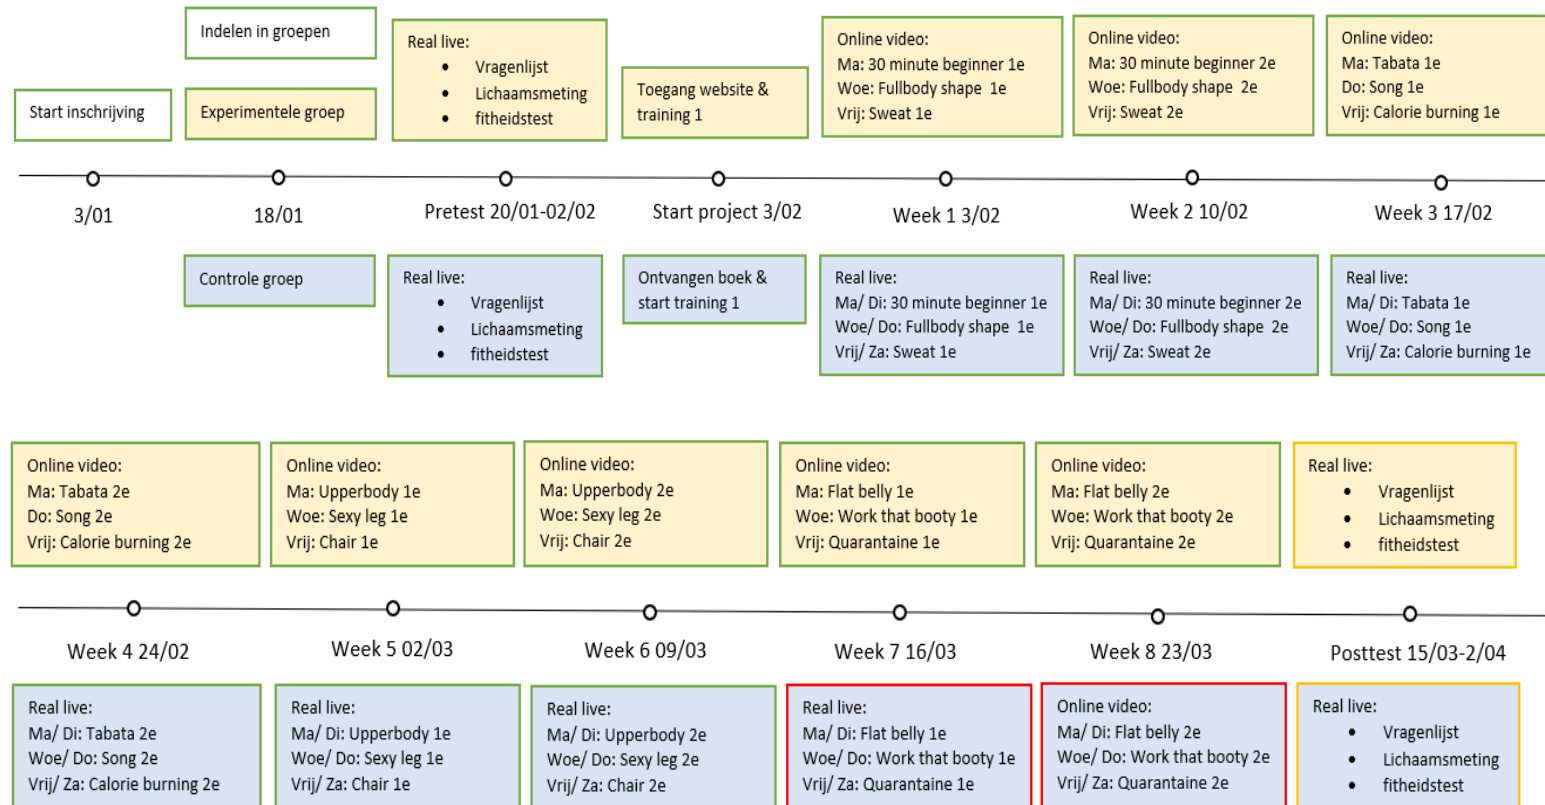 Indelen in groepen
Start inschrijving
Experimentele groep
Real live:
• Vragenlijst
• Lichaamsmeting
• fitheidstest
Toegang website &
training 1
Online video:
Ma: 30 minute beginner 1e
Woe: Fullbody shape 1e
Vrij: Sweat 1e
Online video:
Ma: 30 minute beginner 2e
Woe: Fullbody shape 2e
Vrij: Sweat 2e
Online video:
Ma: Tabata 1e
Do: Song 1e
Vrij: Calorie burning 1e
3/01
18/01
Pretest 20/01-02/02
Start project 3/02
Week 1 3/02
Week 2 10/02
Week 3 17/02
Controle groep
Real live:
• Vragenlijst
• Lichaamsmeting
• fitheidstest
Ontvangen boek &
start training 1
Real live:
Ma/ Di: 30 minute beginner 1e
Woe/ Do: Fullbody shape 1e
Vrij/ Za: Sweat 1e
Real live:
Ma/ Di: 30 minute beginner 2e
Woe/ Do: Fullbody shape 2e
Vrij/ Za: Sweat 2e
Real live:
Ma/ Di: Tabata 1e
Woe/ Do: Song 1e
Vrij/ Za: Calorie burning 1e
Online video:
Ma: Tabata 2e
Do: Song 2e
Vrij: Calorie burning 2e
Online video:
Ma: Upperbody 1e
Woe: Sexy leg 1e
Vrij: Chair 1e
Online video:
Ma: Upperbody 2e
Woe: Sexy leg 2e
Vrij: Chair 2e
Online video:
Ma: Flat belly 1e
Woe: Work that booty 1e
Vrij: Quarantaine 1e
Online video:
Ma: Flat belly 2e
Woe: Work that booty 2e
Vrij: Quarantaine 2e
Real live:
• Vragenlijst
• Lichaamsmeting
• fitheidstest
Week 4 24/02
Week 5 02/03
Week 6 09/03
Week 7 16/03
Week 8 23/03
Posttest 15/03-2/04
Real live:
Ma/ Di: Tabata 2e
Woe/ Do: Song 2e
Vrij/ Za: Calorie burning 2e
Real live:
Ma/ Di: Upperbody 1e
Woe/ Do: Sexy leg 1e
Vrij/ Za: Chair 1e
Real live:
Ma/ Di: Upperbody 2e
Woe/ Do: Sexy leg 2e
Vrij/ Za: Chair 2e
Real live:
Ma/ Di: Flat belly 1e
Woe/ Do: Work that booty 1e
Vrij/ Za: Quarantaine 1e
Online video:
Ma/ Di: Flat belly 2e
Woe/ Do: Work that booty 2e
Vrij/ Za: Quarantaine 2e
Real live:
• Vragenlijst
• Lichaamsmeting
• fitheidstest